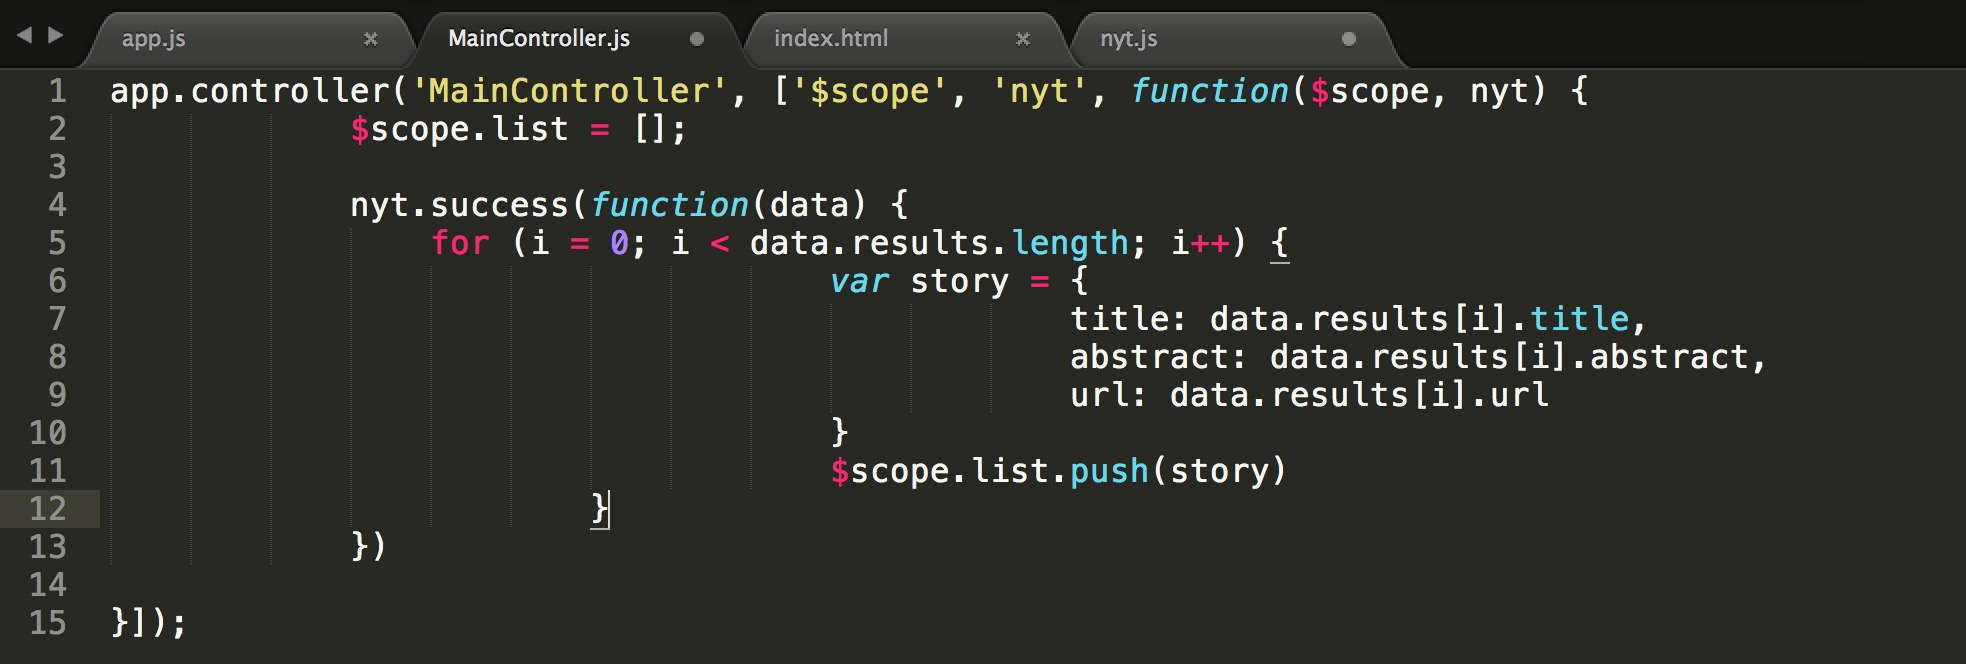 app.js × MainController.js index.html × nyt.js
1 app.controller('MainController', ['$scope', 'nyt', function($scope, nyt) {
2 $scope.list = [];
3
4 nyt.success(function(data) {
5 for (i = 0; i < data.results.length; i++) {
6 var story = {
7 title: data.results[i].title,
8 abstract: data.results[i].abstract,
9 url: data.results[i].url
10 }
11 $scope.list.push(story)
12 }
13 })
14
15 }]);